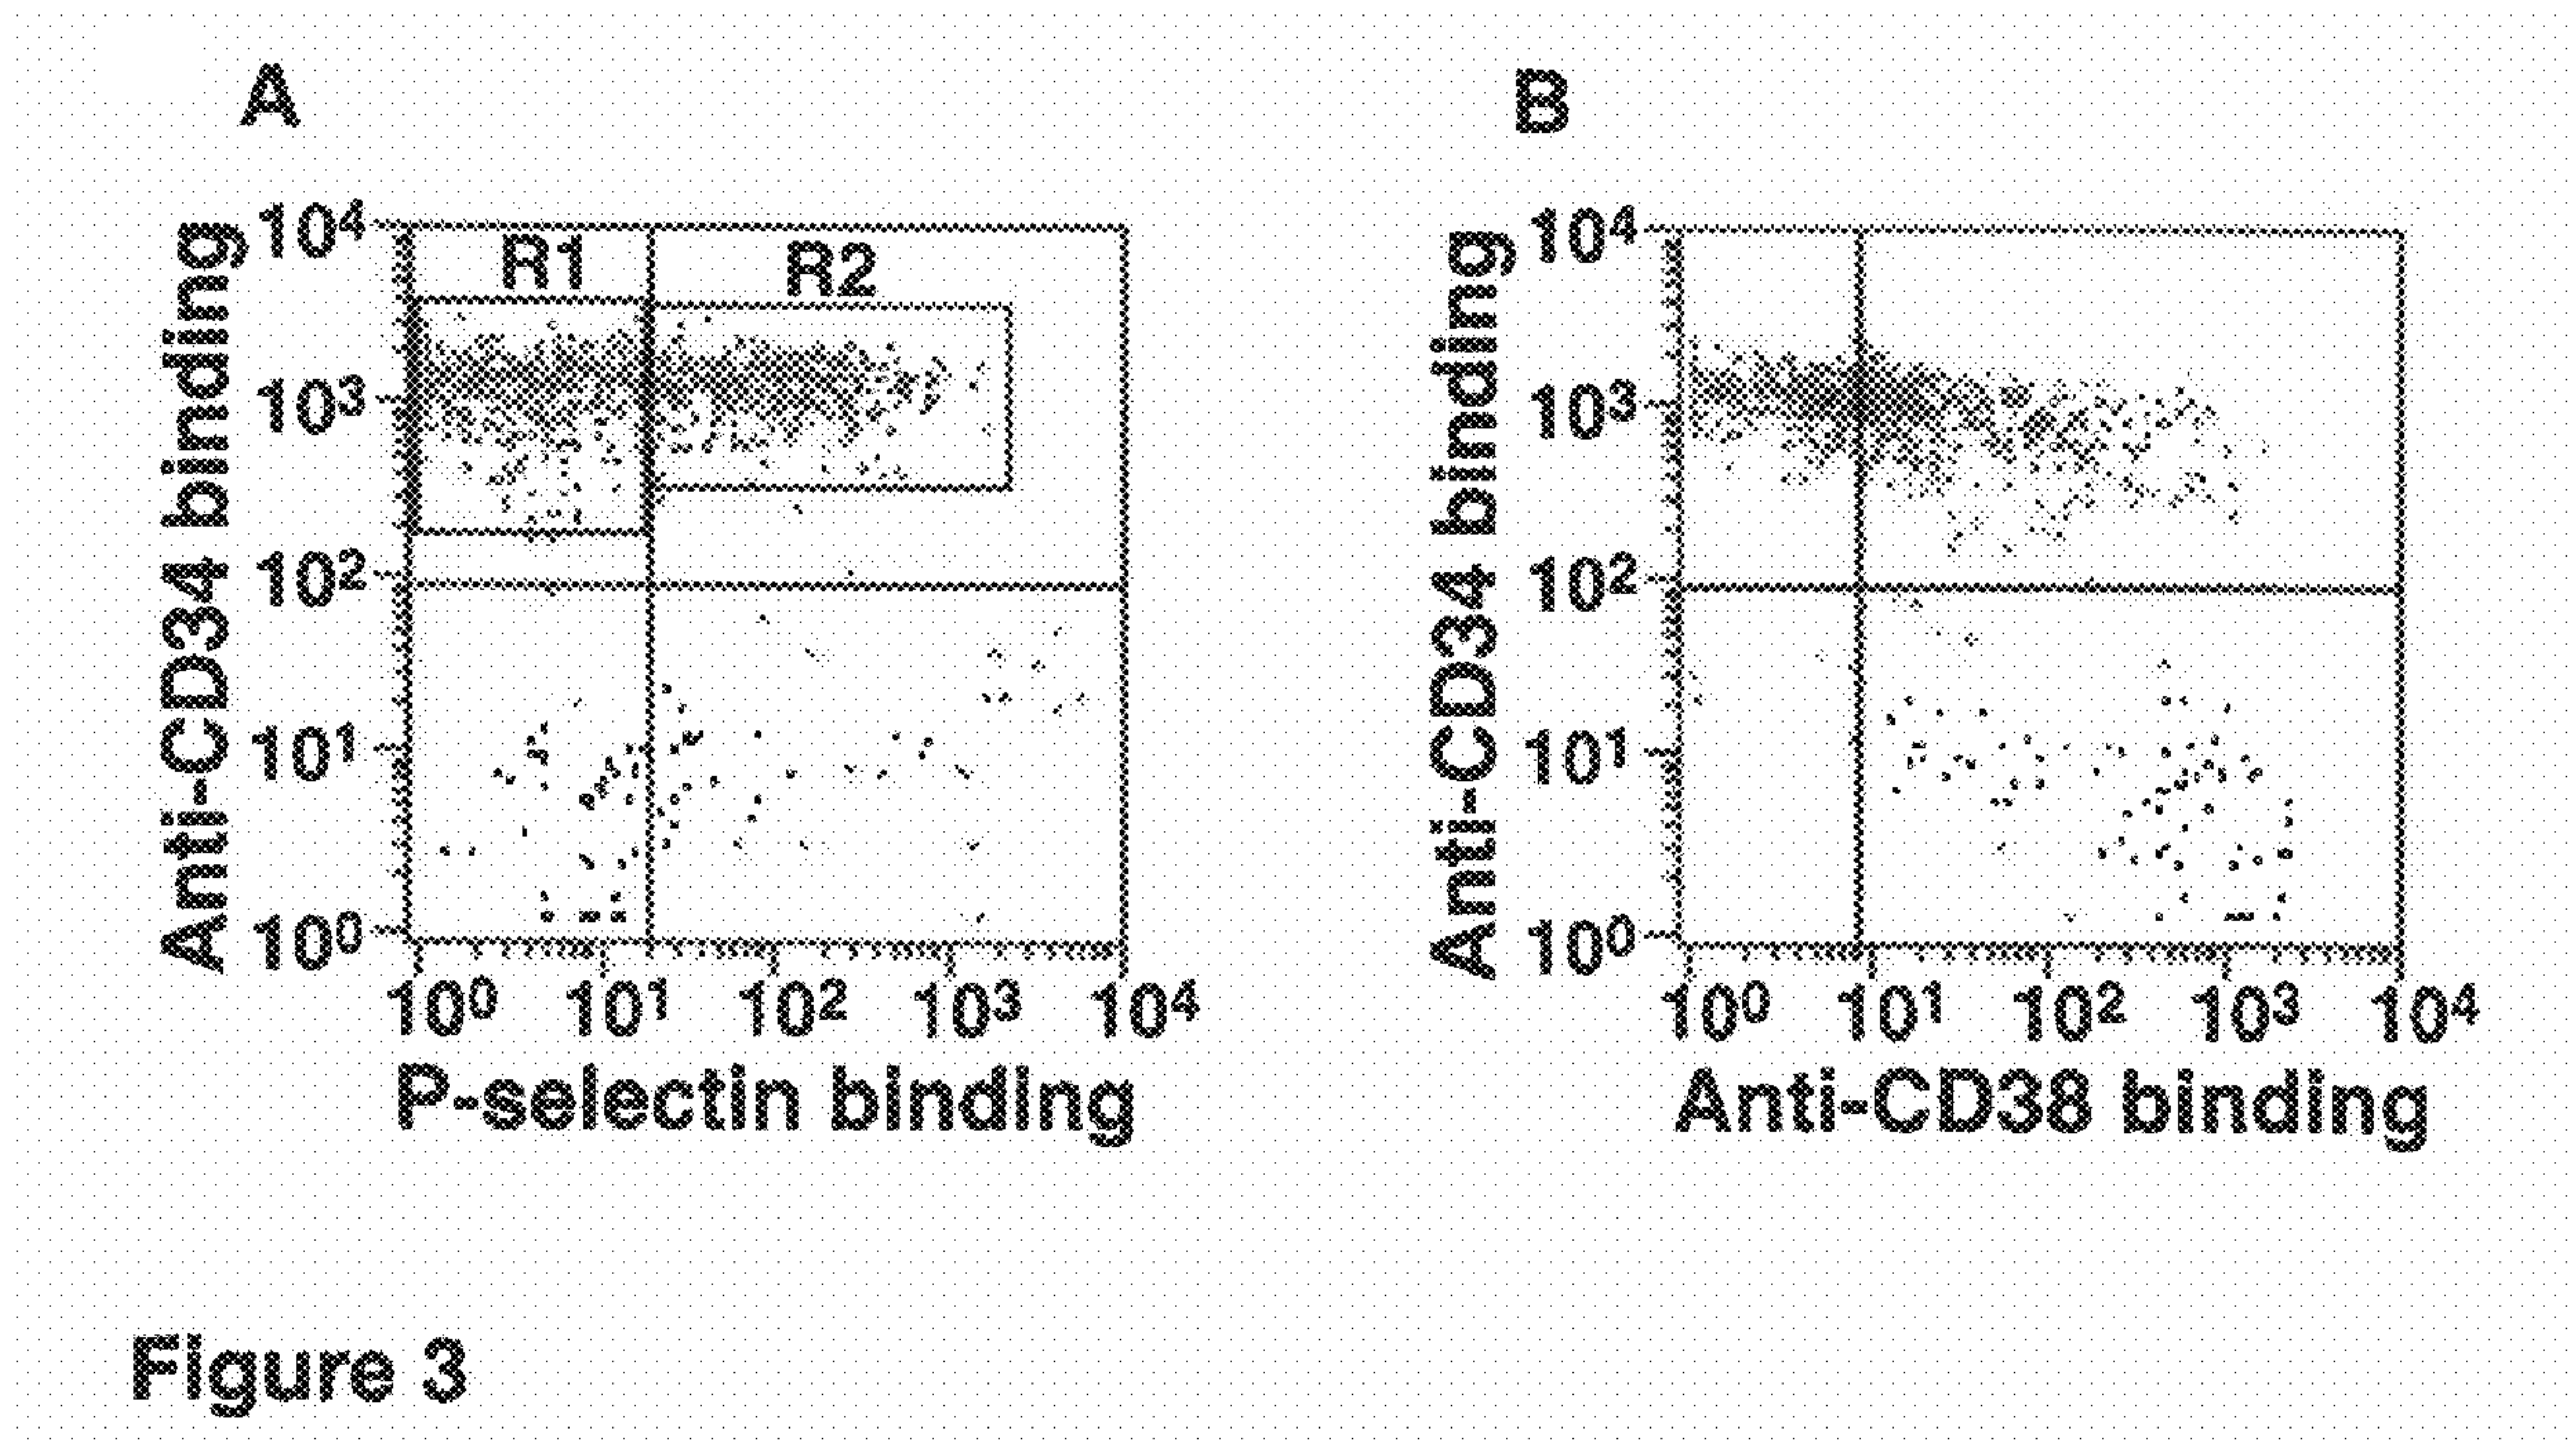 A
B
Anti-CD34 binding
10⁴
10³
10²
10¹
10⁰
R1
R2
10⁰ 10¹ 10² 10³ 10⁴
P-selectin binding
Anti-CD34 binding
10⁴
10³
10²
10¹
10⁰
10⁰ 10¹ 10² 10³ 10⁴
Anti-CD38 binding
Figure 3